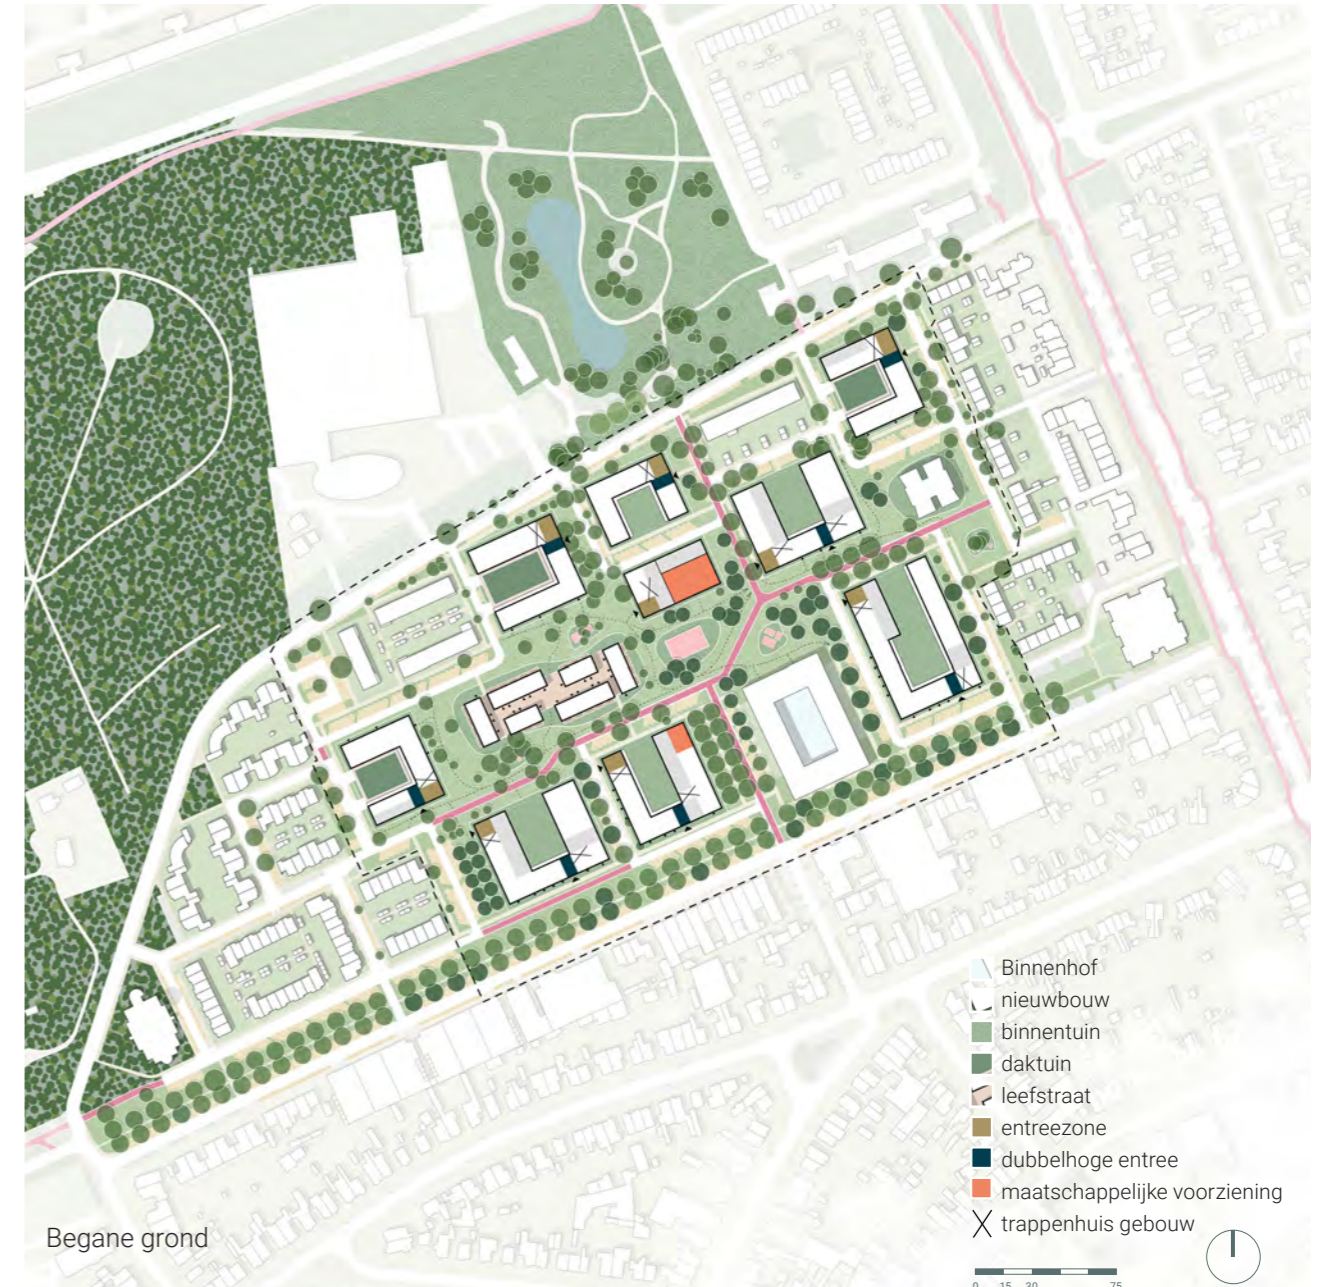 Binnenhof
nieuwbouw
binnentuin
daktuin
leefstraat
entreezone
dubbelhoge entree
maatschappelijke voorziening
trappenhuis gebouw
Begane grond
0 15 30 75